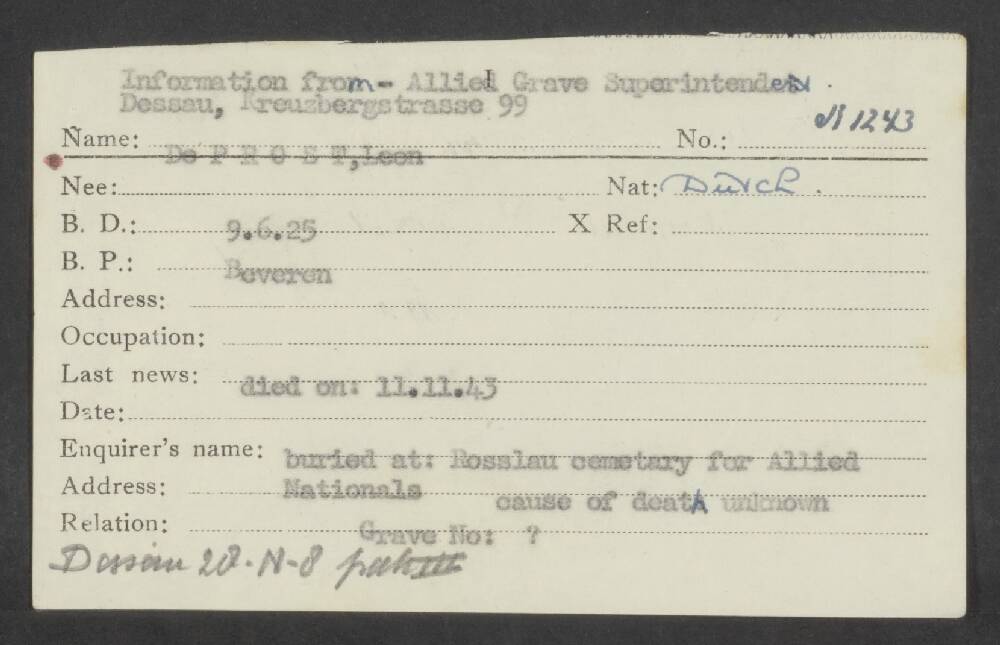 Information from - Allied Grave Superintendent.
Dessau, Kreuzbergstrasse 99
1243
Name: De P R O S T, Leon No.:
Nee: Nat: Dutch.
B. D.: 9.6.25 X Ref:
B. P.: Beveren
Address:
Occupation:
Last news: died on: 11.11.43
Date:
Enquirer's name: buried at: Rosslau cemetary for Allied
Address: Nationals cause of death unknown
Relation: Grave No: ?
Dessau 20-N-8